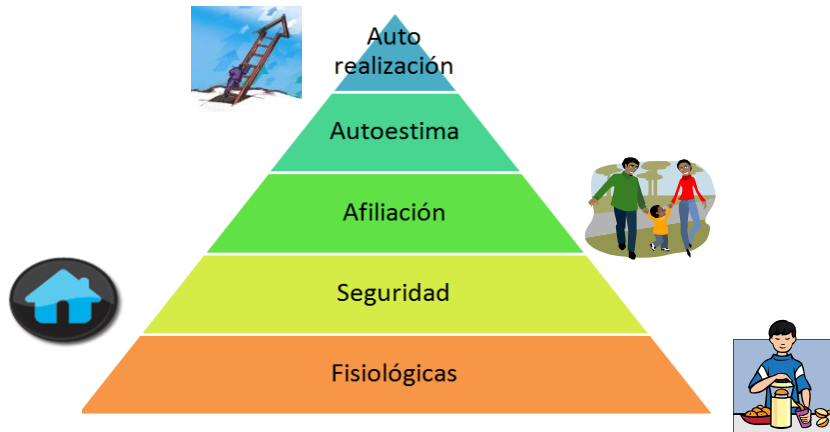 Auto
realización
Autoestima
Afiliación
Seguridad
Fisiológicas